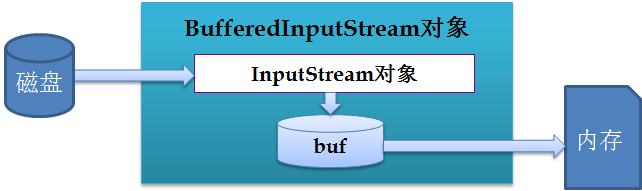 BufferedInputStream对象
磁盘
InputStream对象
buf
内存